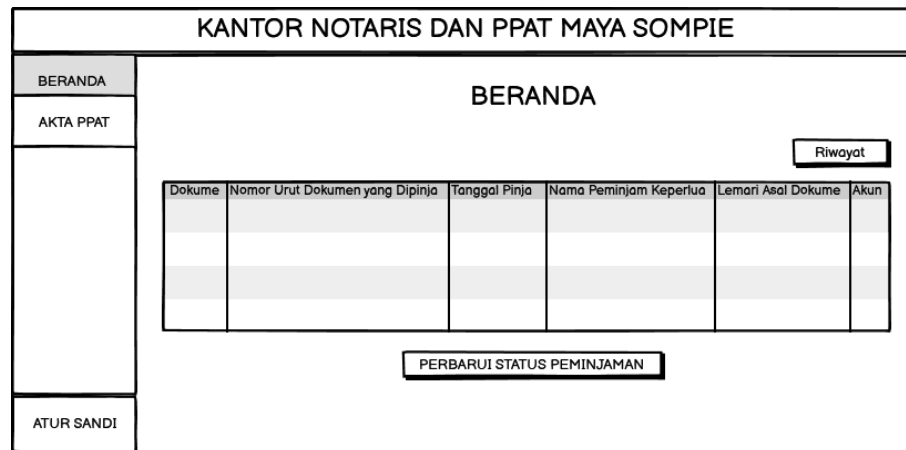 KANTOR NOTARIS DAN PPAT MAYA SOMPIE
BERANDA
BERANDA
AKTA PPAT
Riwayat
Dokume Nomor Urut Dokumen yang Dipinja Tanggal Pinja Nama Peminjam Keperlua Lemari Asal Dokume Akun
PERBARUI STATUS PEMINJAMAN
ATUR SANDI